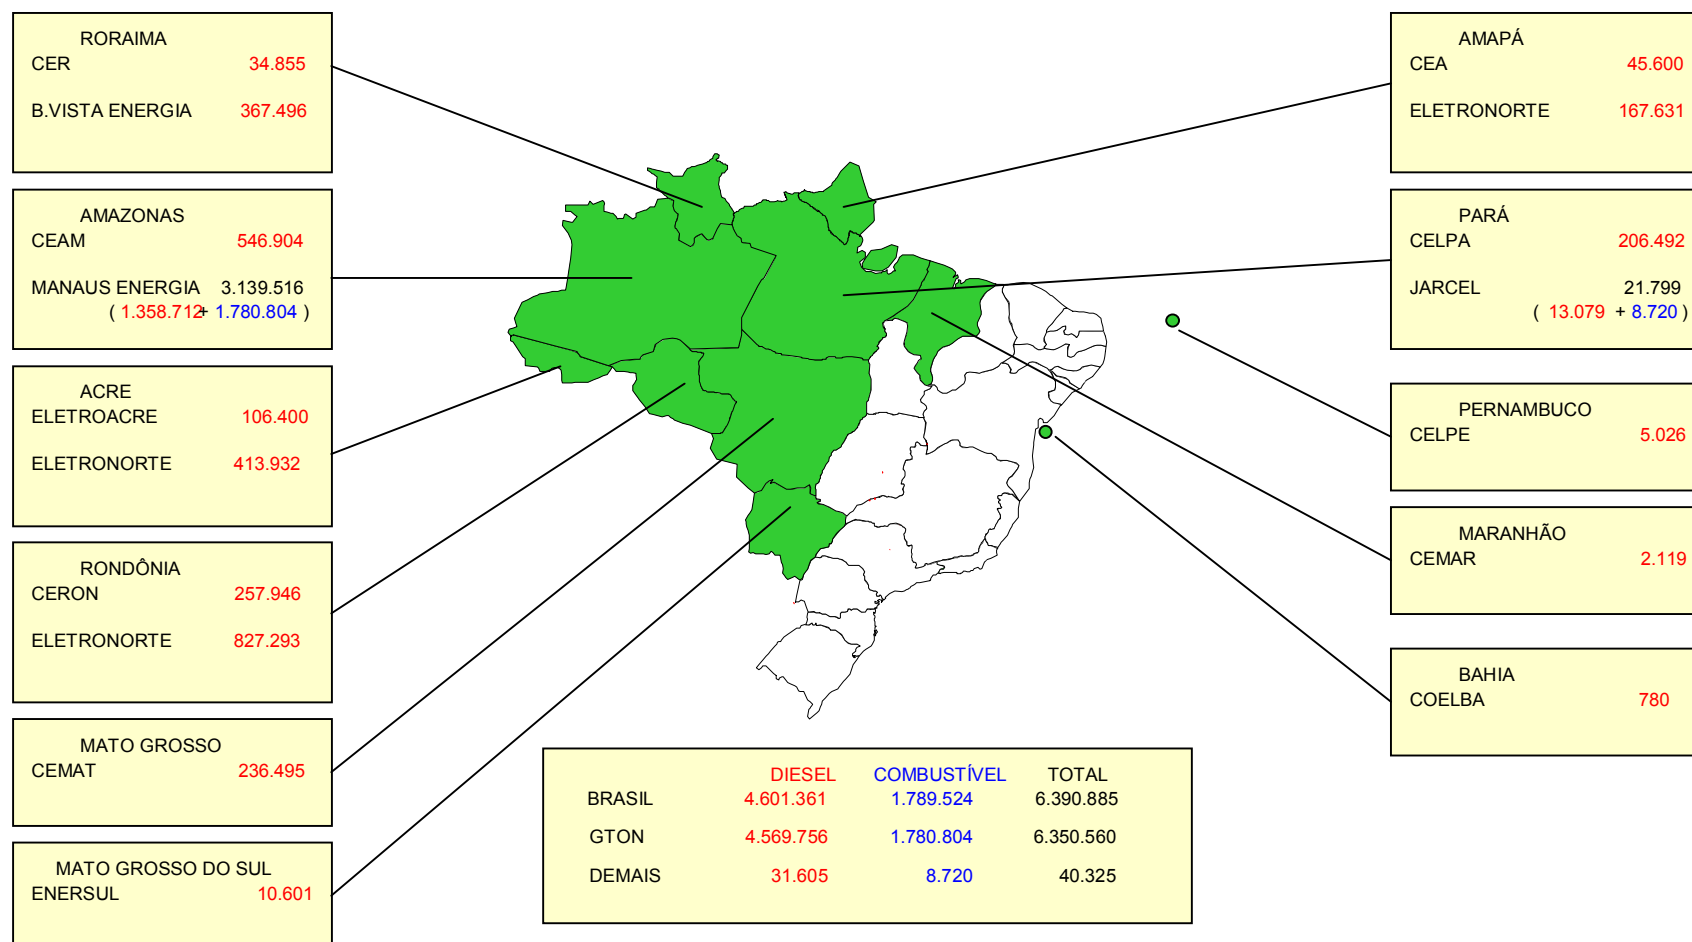 RORAIMA
CER 34.855
B.VISTA ENERGIA 367.496
AMAZONAS
CEAM 546.904
MANAUS ENERGIA 3.139.516
( 1.358.712+ 1.780.804 )
ACRE
ELETROACRE 106.400
ELETRONORTE 413.932
RONDÔNIA
CERON 257.946
ELETRONORTE 827.293
MATO GROSSO
CEMAT 236.495
MATO GROSSO DO SUL
ENERSUL 10.601
AMAPÁ
CEA 45.600
ELETRONORTE 167.631
PARÁ
CELPA 206.492
JARCEL 21.799
( 13.079 + 8.720 )
PERNAMBUCO
CELPE 5.026
MARANHÃO
CEMAR 2.119
BAHIA
COELBA 780
DIESEL COMBUSTÍVEL TOTAL
BRASIL 4.601.361 1.789.524 6.390.885
GTON 4.569.756 1.780.804 6.350.560
DEMAIS 31.605 8.720 40.325